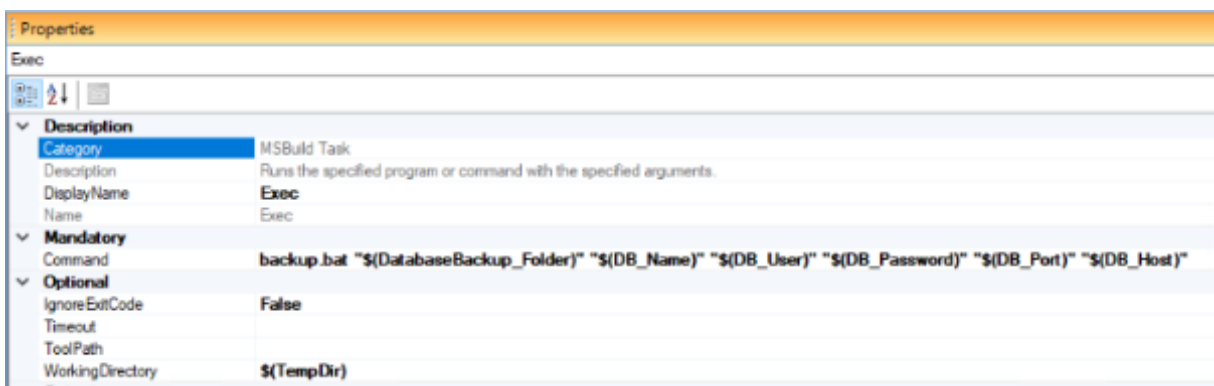 Properties
Exec
Description
Category MSBuild Task
Description Runs the specified program or command with the specified arguments.
DisplayName Exec
Name Exec
Mandatory
Command backup.bat "$(DatabaseBackup_Folder)" "$(DB_Name)" "$(DB_User)" "$(DB_Password)" "$(DB_Port)" "$(DB_Host)"
Optional
IgnoreExitCode False
Timeout
ToolPath
WorkingDirectory $(TempDir)